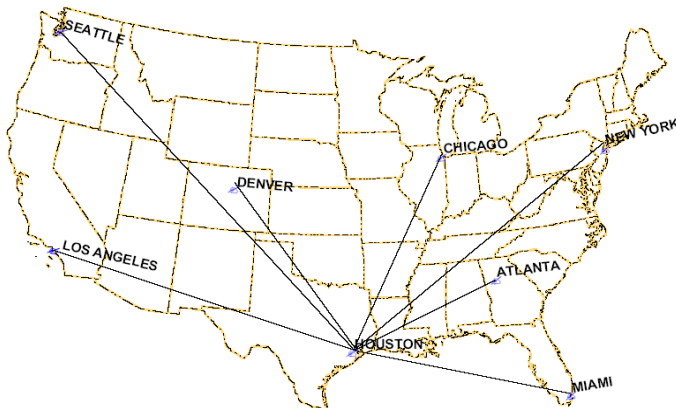 SEATTLE
NEW YORK
CHICAGO
DENVER
LOS ANGELES
ATLANTA
HOUSTON
MIAMI